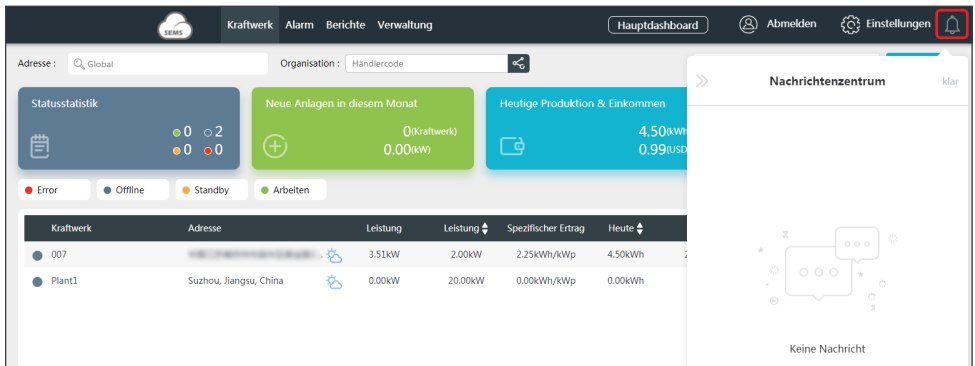 SEMS Kraftwerk Alarm Berichte Verwaltung Hauptdashboard Abmelden Einstellungen
Adresse : Global Organisation : Händlercode
Nachrichtenzentrum klar
Statusstatistik Neue Anlagen in diesem Monat Heutige Produktion & Einkommen
0 2 0(Kraftwerk) 4.50(kWh
0 0 0.00(kW) 0.99(USD
Error Offline Standby Arbeiten
Kraftwerk Adresse Leistung Leistung Spezifischer Ertrag Heute
007 3.51kW 2.00kW 2.25kWh/kWp 4.50kWh
Plant1 Suzhou, Jiangsu, China 0.00kW 20.00kW 0.00kWh/kWp 0.00kWh
Keine Nachricht